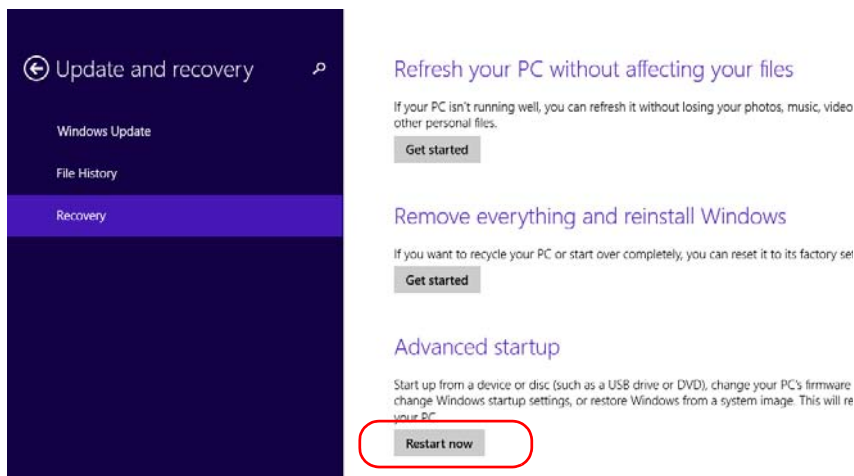 Update and recovery
Windows Update
File History
Recovery
Refresh your PC without affecting your files
If your PC isn't running well, you can refresh it without losing your photos, music, video
other personal files.
Get started
Remove everything and reinstall Windows
If you want to recycle your PC or start over completely, you can reset it to its factory set
Get started
Advanced startup
Start up from a device or disc (such as a USB drive or DVD), change your PC's firmware
change Windows startup settings, or restore Windows from a system image. This will re
your PC
Restart now